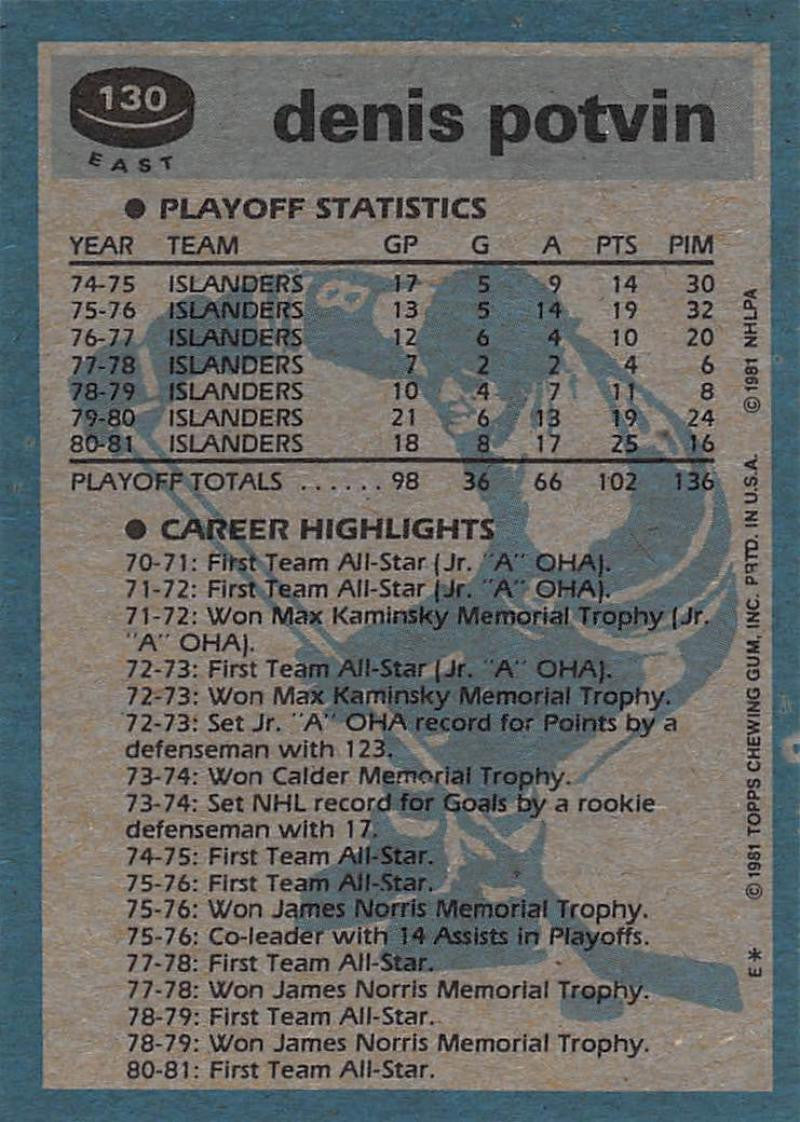 130
EAST
denis potvin
● PLAYOFF STATISTICS
YEAR TEAM GP G A PTS PIM
74-75 ISLANDERS 17 5 9 14 30
75-76 ISLANDERS 13 5 14 19 32
76-77 ISLANDERS 12 6 4 10 20
77-78 ISLANDERS 7 2 2 4 6
78-79 ISLANDERS 10 4 7 11 8
79-80 ISLANDERS 21 6 13 19 24
80-81 ISLANDERS 18 8 17 25 16
PLAYOFF TOTALS ...... 98 36 66 102 136
● CAREER HIGHLIGHTS
70-71: First Team All-Star (Jr. "A" OHA).
71-72: First Team All-Star (Jr. "A" OHA).
71-72: Won Max Kaminsky Memorial Trophy (Jr.
"A" OHA).
72-73: First Team All-Star (Jr. "A" OHA).
72-73: Won Max Kaminsky Memorial Trophy.
72-73: Set Jr. "A" OHA record for Points by a
defenseman with 123.
73-74: Won Calder Memorial Trophy.
73-74: Set NHL record for Goals by a rookie
defenseman with 17.
74-75: First Team All-Star.
75-76: First Team All-Star.
75-76: Won James Norris Memorial Trophy.
75-76: Co-leader with 14 Assists in Playoffs.
77-78: First Team All-Star.
77-78: Won James Norris Memorial Trophy.
78-79: First Team All-Star.
78-79: Won James Norris Memorial Trophy.
80-81: First Team All-Star.
E* © 1981 TOPPS CHEWING GUM, INC. PRTD. IN U.S.A. © 1981 NHLPA